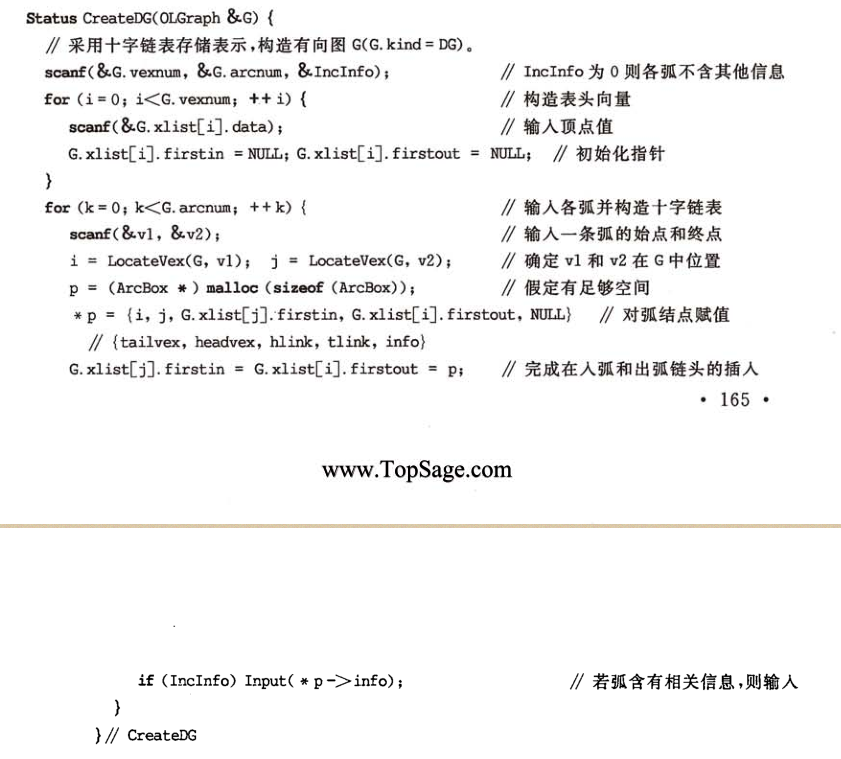 Status CreateDG(OLGraph &G) {
// 采用十字链表存储表示,构造有向图 G(G.kind = DG)。
scanf(&G.vexnum, &G.arcnum, &IncInfo); // IncInfo 为 0 则各弧不含其他信息
for (i = 0; i<G.vexnum; ++i) { // 构造表头向量
scanf(&G.xlist[i].data); // 输入顶点值
G.xlist[i].firstin = NULL; G.xlist[i].firstout = NULL; // 初始化指针
}
for (k = 0; k<G.arcnum; ++k) { // 输入各弧并构造十字链表
scanf(&v1, &v2); // 输入一条弧的始点和终点
i = LocateVex(G, v1); j = LocateVex(G, v2); // 确定 v1 和 v2 在 G 中位置
p = (ArcBox *) malloc (sizeof (ArcBox)); // 假定有足够空间
*p = {i, j, G.xlist[j].firstin, G.xlist[i].firstout, NULL} // 对弧结点赋值
// {tailvex, headvex, hlink, tlink, info}
G.xlist[j].firstin = G.xlist[i].firstout = p; // 完成在入弧和出弧链头的插入
• 165 •
www.TopSage.com
if (IncInfo) Input( *p->info); // 若弧含有相关信息,则输入
}
}// CreateDG